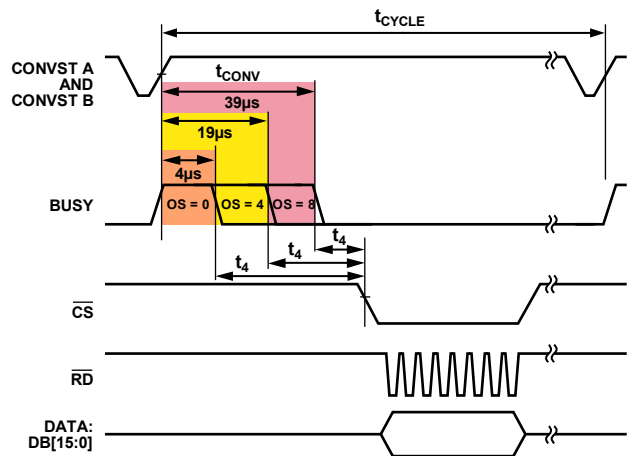 tCYCLE
CONVST A
AND
CONVST B
tCONV
39µs
19µs
4µs
BUSY
OS = 0
OS = 4
OS = 8
t4
t4
t4
CS
RD
DATA:
DB[15:0]